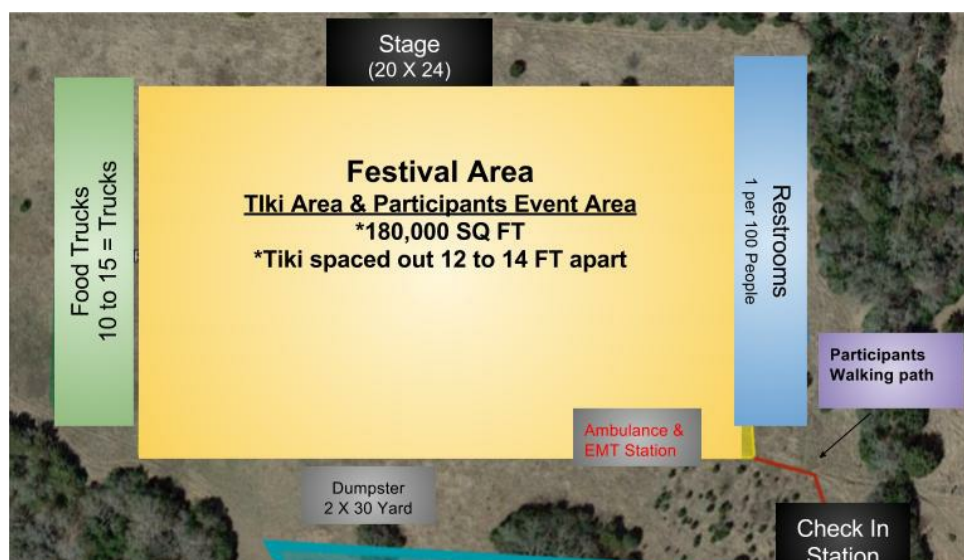 Stage
(20 X 24)
Food Trucks
10 to 15 = Trucks
Festival Area
TIki Area & Participants Event Area
*180,000 SQ FT
*Tiki spaced out 12 to 14 FT apart
Restrooms
1 per 100 People
Participants
Walking path
Ambulance &
EMT Station
Dumpster
2 X 30 Yard
Check In
Station